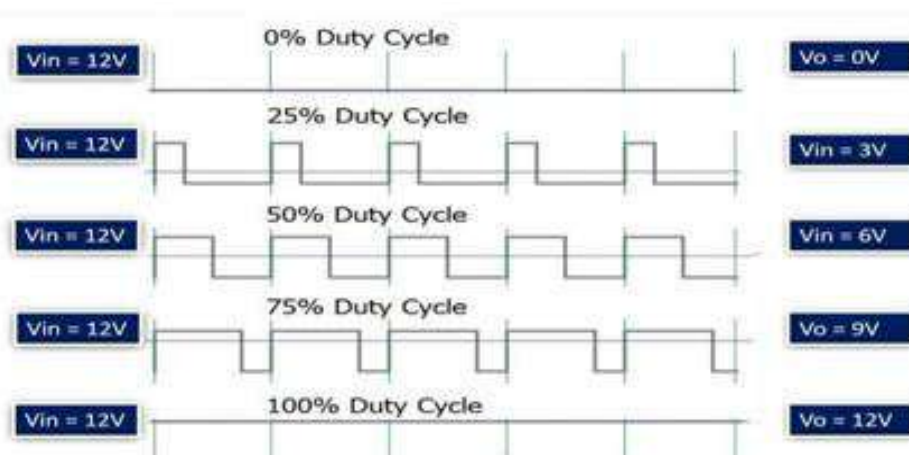 0% Duty Cycle
Vin = 12V
Vo = 0V
25% Duty Cycle
Vin = 12V
Vin = 3V
50% Duty Cycle
Vin = 12V
Vin = 6V
75% Duty Cycle
Vin = 12V
Vo = 9V
100% Duty Cycle
Vin = 12V
Vo = 12V